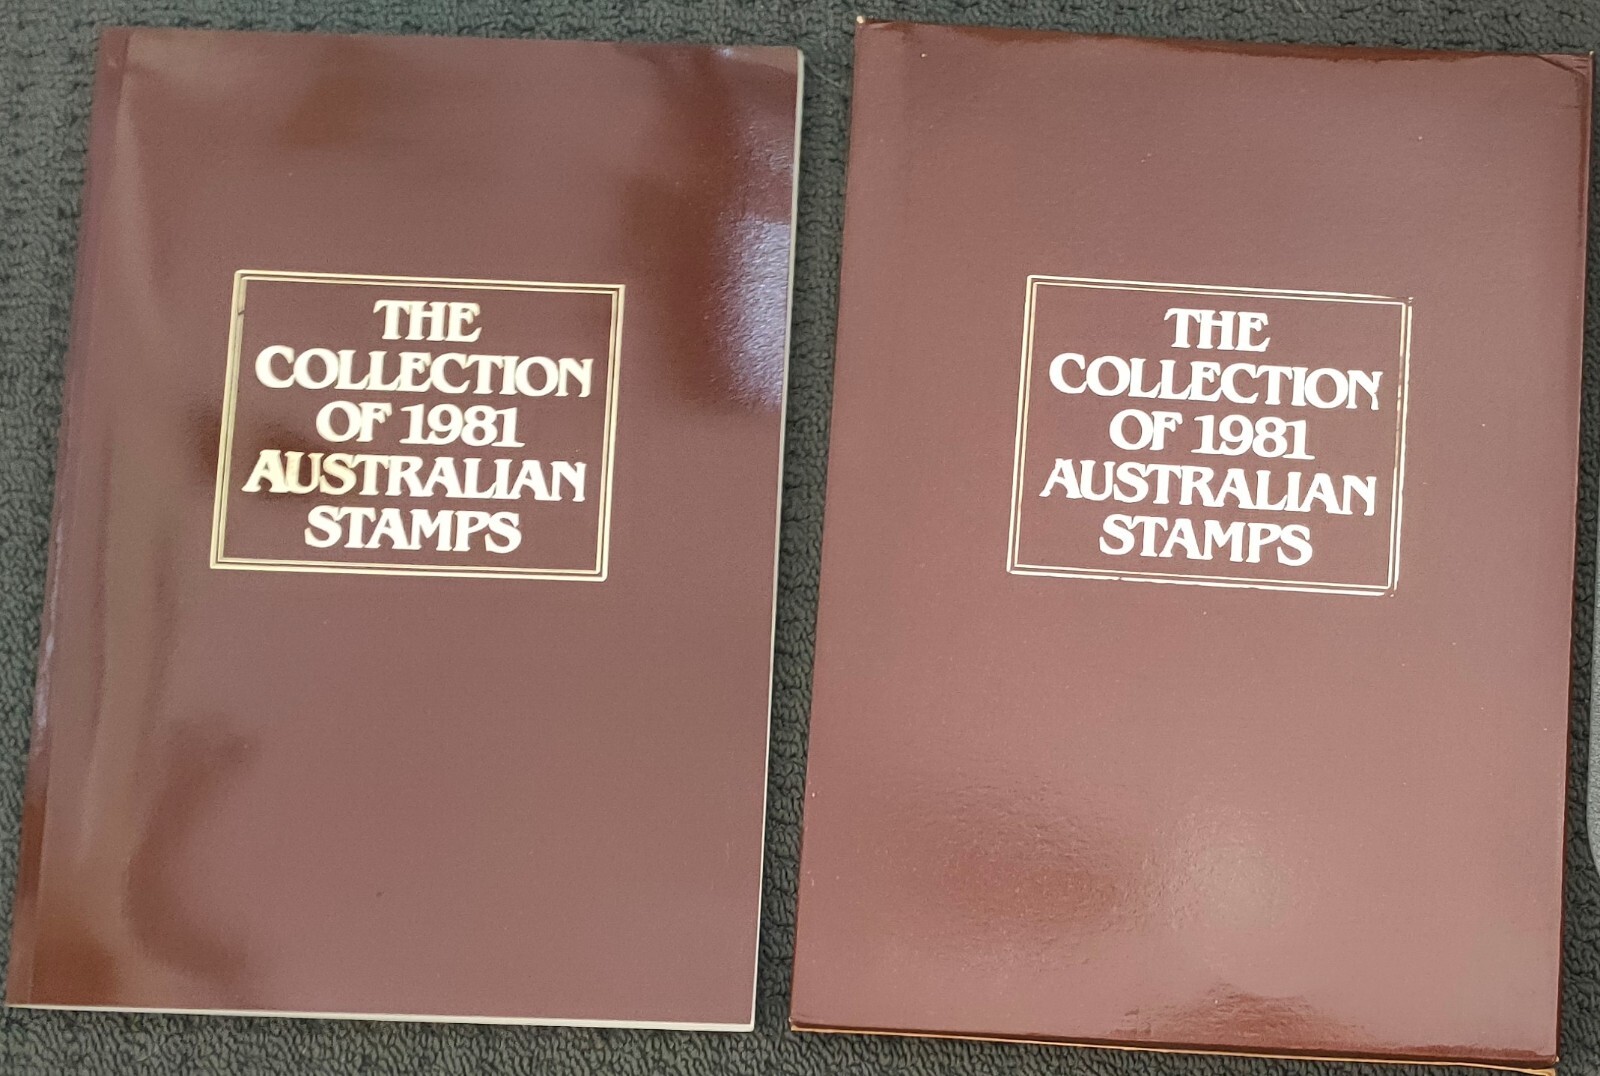 THE
COLLECTION
OF 1981
AUSTRALIAN
STAMPS
THE
COLLECTION
OF 1981
AUSTRALIAN
STAMPS